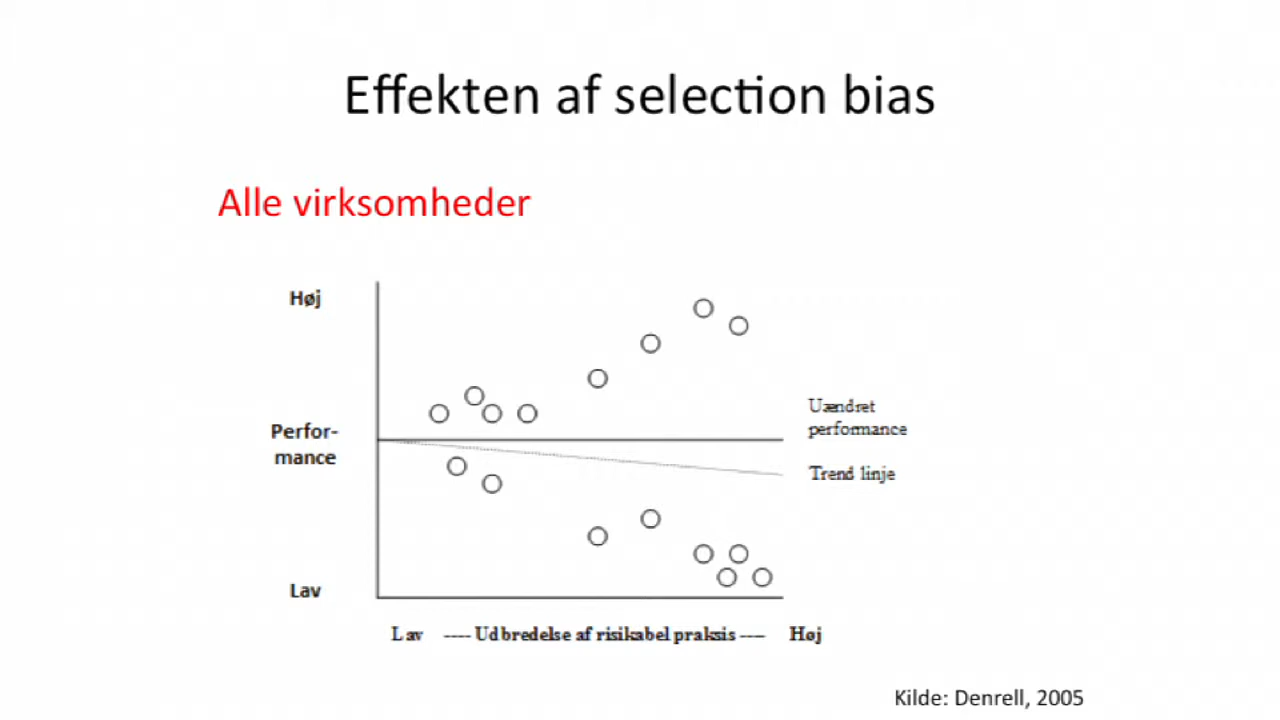 Effekten af selection bias
Alle virksomheder
Høj
Uændret
performance
Perfor-
mance
Trend linje
Lav
Lav ---- Udbredelse af risikabel praksis ---- Høj
Kilde: Denrell, 2005